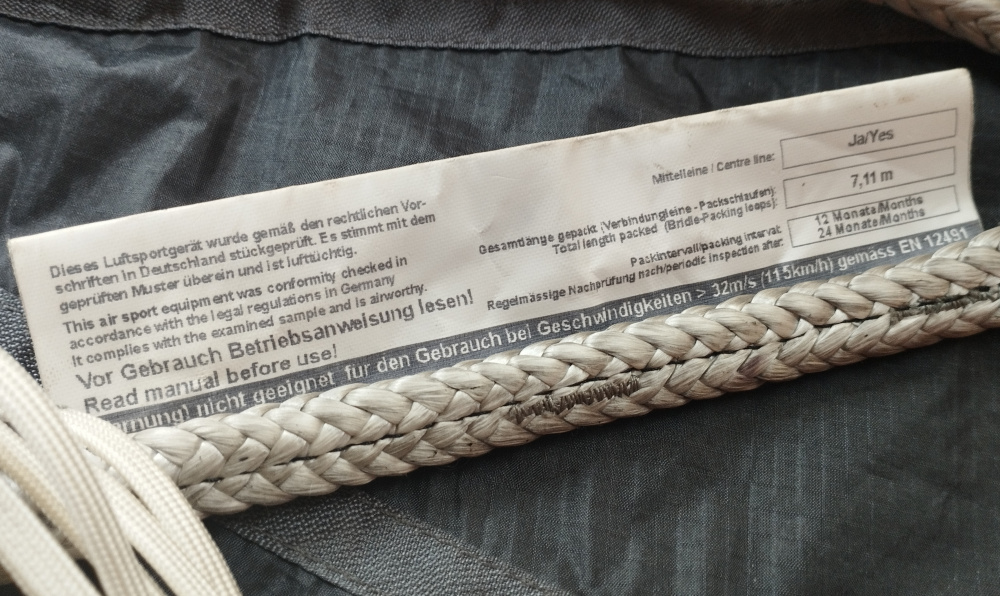 Dieses Luftsportgerät wurde gemäß den rechtlichen Vor-
schriften in Deutschland stückgeprüft. Es stimmt mit dem
geprüften Muster überein und ist lufttüchtig.
This air sport equipment was conformity checked in
accordance with the legal regulations in Germany
It complies with the examined sample and is airworthy.
Vor Gebrauch Betriebsanweisung lesen!
Read manual before use!
Mittelleine / Centre line: Ja/Yes
Gesamtlänge gepackt (Verbindungleine - Packschlaufen):
Total length packed (Bridle-Packing loops): 7,11 m
Packintervall/packing interval: 12 Monate/Months
Regelmässige Nachprüfung nach/periodic inspection after: 24 Monate/Months
nicht geeignet für den Gebrauch bei Geschwindigkeiten > 32m/s (115km/h) gemäss EN 12491